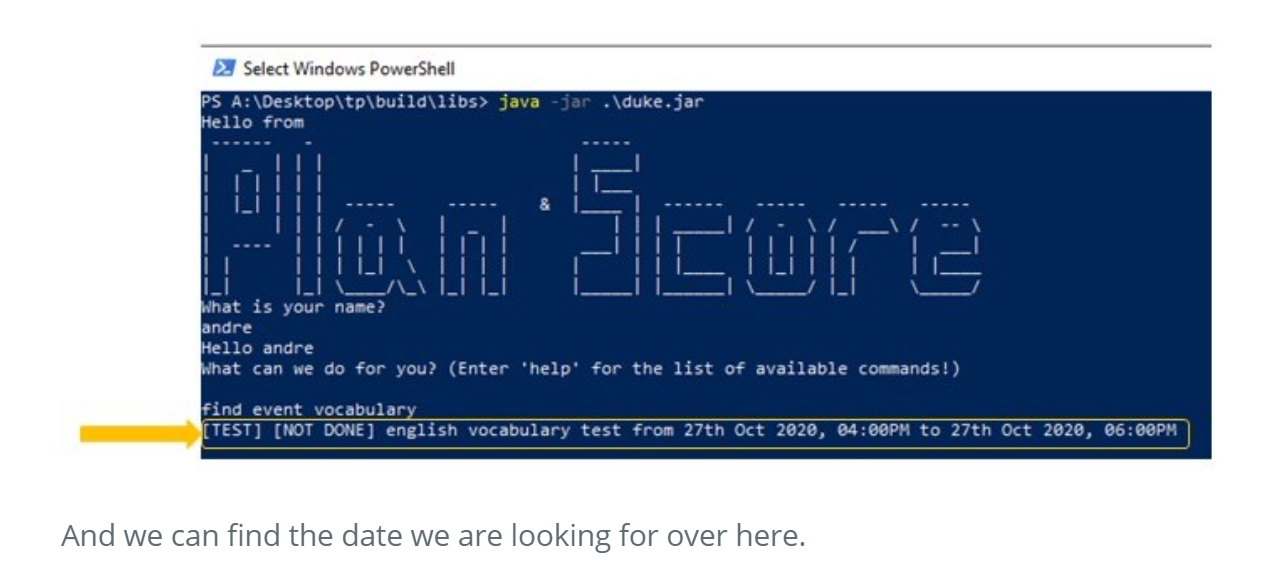 Select Windows PowerShell
PS A:\Desktop\tp\build\libs> java -jar .\duke.jar
Hello from
Plan & Score
What is your name?
andre
Hello andre
What can we do for you? (Enter 'help' for the list of available commands!)
find event vocabulary
[TEST] [NOT DONE] english vocabulary test from 27th Oct 2020, 04:00PM to 27th Oct 2020, 06:00PM
And we can find the date we are looking for over here.